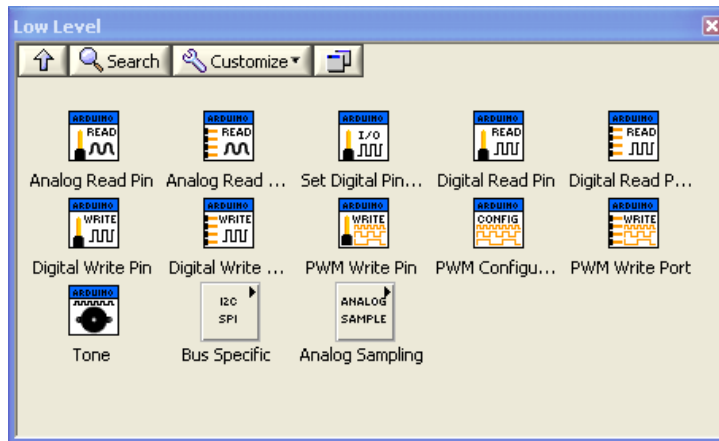 Low Level
Search Customize
ARDUINO ARDUINO ARDUINO ARDUINO ARDUINO
READ READ I/O READ READ
Analog Read Pin Analog Read ... Set Digital Pin... Digital Read Pin Digital Read P...
ARDUINO ARDUINO ARDUINO ARDUINO ARDUINO
WRITE WRITE WRITE CONFIG WRITE
Digital Write Pin Digital Write ... PWM Write Pin PWM Configu... PWM Write Port
ARDUINO I2C ANALOG
SPI SAMPLE
Tone Bus Specific Analog Sampling